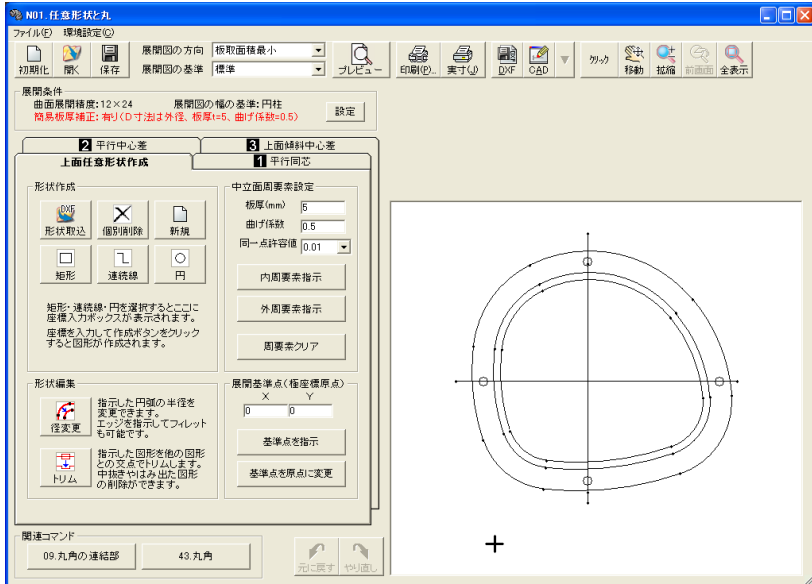 N01.任意形状と丸
ファイル(F) 環境設定(C)
初期化 開く 保存
展開図の方向 板取面積最小
展開図の基準 標準
プレビュー 印刷(P).. 実寸(J) DXF CAD クリック 移動 拡縮 前画面 全表示
展開条件
曲面展開精度:12×24 展開図の幅の基準:円柱
簡易板厚補正:有り(D寸法は外径、板厚t=5、曲げ係数=0.5)
設定
2 平行中心差 3 上面傾斜中心差
上面任意形状作成 1 平行同芯
形状作成
DXF
形状取込 個別削除 新規
矩形 連続線 円
矩形・連続線・円を選択するとここに
座標入力ボックスが表示されます。
座標を入力して作成ボタンをクリック
すると図形が作成されます。
中立面周要素設定
板厚(mm) 5
曲げ係数 0.5
同一点許容値 0.01
内周要素指示
外周要素指示
周要素クリア
形状編集
径変更
指示した円弧の半径を
変更できます。
エッジを指示してフィレット
も可能です。
トリム
指示した図形を他の図形
との交点でトリムします。
中抜きやはみ出た図形
の削除ができます。
展開基準点(極座標原点)
X Y
0 0
基準点を指示
基準点を原点に変更
関連コマンド
09.丸角の連結部 43.丸角
元に戻す やり直し